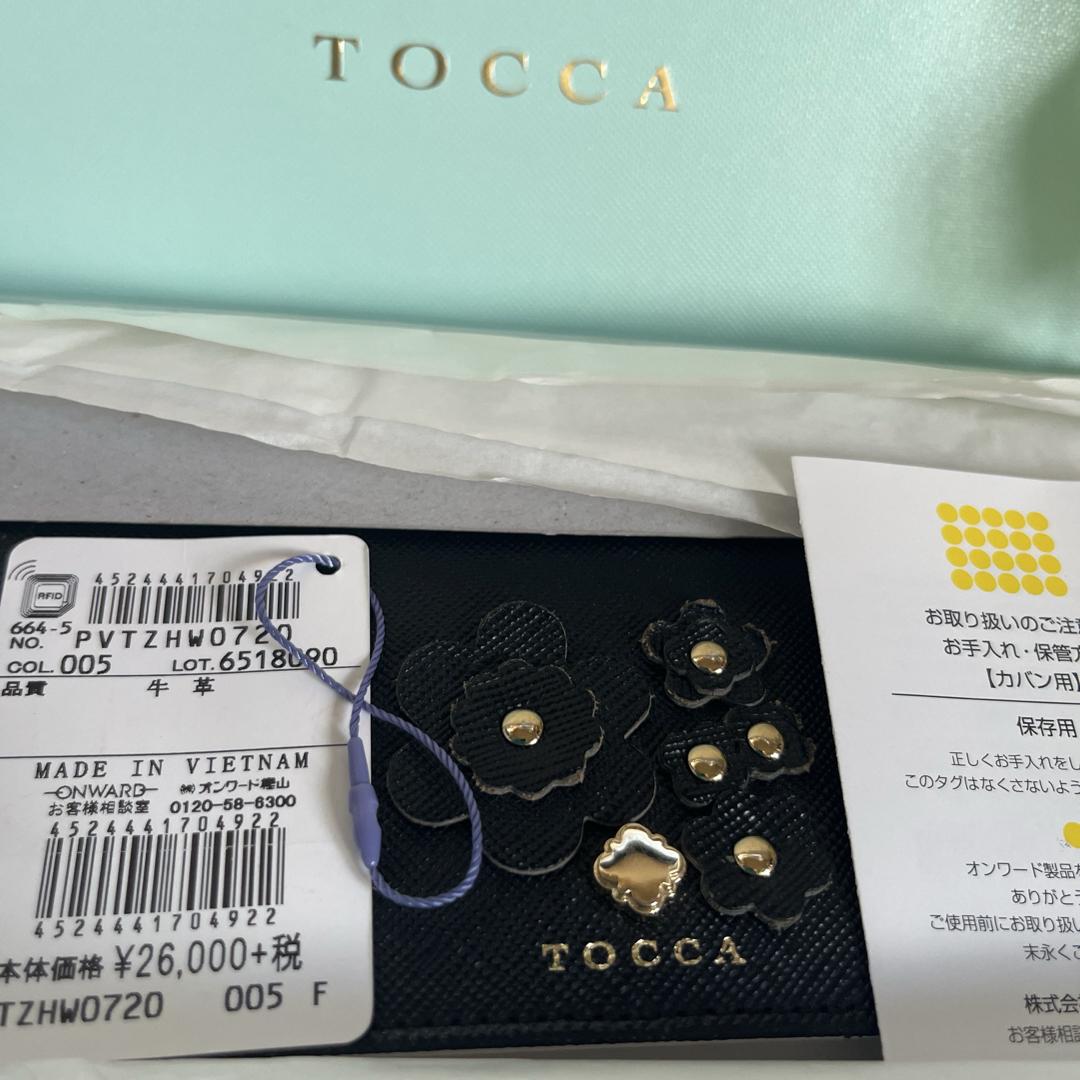 TOCCA
RFID
4524441704922
664-5
NO. PVTZHW0720
COL. 005 LOT. 6518090
品質 牛革
MADE IN VIETNAM
ONWARD ㈱オンワード樫山
お客様相談室 0120-58-6300
4524441704922
4524441704922
本体価格 ¥26,000+税
TZHW0720 005 F
TOCCA
お取り扱いのご注意
お手入れ・保管方
【カバン用】
保存用
正しくお手入れをし
このタグはなくさないよう
オンワード製品
ありがと
ご使用前にお取り扱い
末永くご
株式会
お客様相談